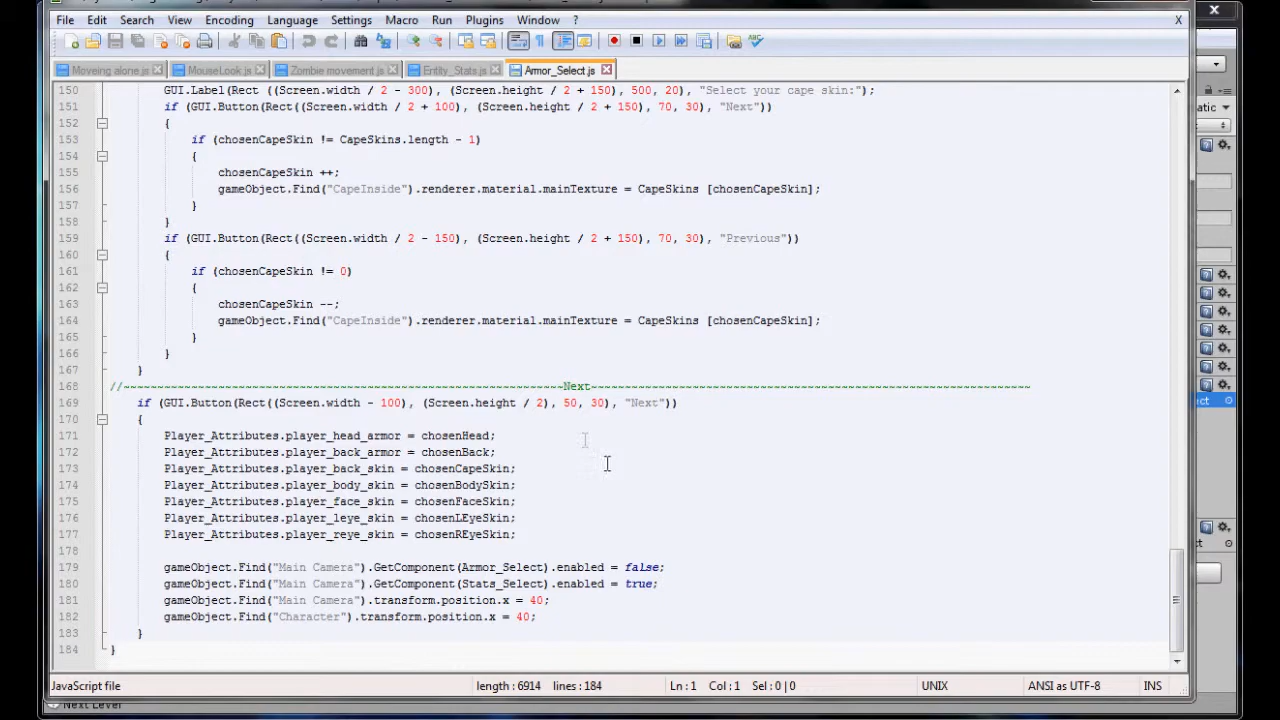 File Edit Search View Encoding Language Settings Macro Run Plugins Window ? X
Moveing alone.js MouseLook.js Zombie movement.js Entity_Stats.js Armor_Select.js
150 GUI.Label(Rect ((Screen.width / 2 - 300), (Screen.height / 2 + 150), 500, 20), "Select your cape skin:");
151 if (GUI.Button(Rect((Screen.width / 2 + 100), (Screen.height / 2 + 150), 70, 30), "Next"))
152 {
153 if (chosenCapeSkin != CapeSkins.length - 1)
154 {
155 chosenCapeSkin ++;
156 gameObject.Find("CapeInside").renderer.material.mainTexture = CapeSkins [chosenCapeSkin];
157 }
158 }
159 if (GUI.Button(Rect((Screen.width / 2 - 150), (Screen.height / 2 + 150), 70, 30), "Previous"))
160 {
161 if (chosenCapeSkin != 0)
162 {
163 chosenCapeSkin --;
164 gameObject.Find("CapeInside").renderer.material.mainTexture = CapeSkins [chosenCapeSkin];
165 }
166 }
167 }
168 //~~~~~~~~~~~~~~~~~~~~~~~~~~~~~~~~~~~~~~~~~~~~~~~~~~~~~~~~~~~~~~~~~Next~~~~~~~~~~~~~~~~~~~~~~~~~~~~~~~~~~~~~~~~~~~~~~~~~~~~~~~~~~~~~~~~~
169 if (GUI.Button(Rect((Screen.width - 100), (Screen.height / 2), 50, 30), "Next"))
170 {
171 Player_Attributes.player_head_armor = chosenHead;
172 Player_Attributes.player_back_armor = chosenBack;
173 Player_Attributes.player_back_skin = chosenCapeSkin;
174 Player_Attributes.player_body_skin = chosenBodySkin;
175 Player_Attributes.player_face_skin = chosenFaceSkin;
176 Player_Attributes.player_leye_skin = chosenLEyeSkin;
177 Player_Attributes.player_reye_skin = chosenREyeSkin;
178
179 gameObject.Find("Main Camera").GetComponent(Armor_Select).enabled = false;
180 gameObject.Find("Main Camera").GetComponent(Stats_Select).enabled = true;
181 gameObject.Find("Main Camera").transform.position.x = 40;
182 gameObject.Find("Character").transform.position.x = 40;
183 }
184 }
JavaScript file length : 6914 lines : 184 Ln : 1 Col : 1 Sel : 0 | 0 UNIX ANSI as UTF-8 INS
Next Level